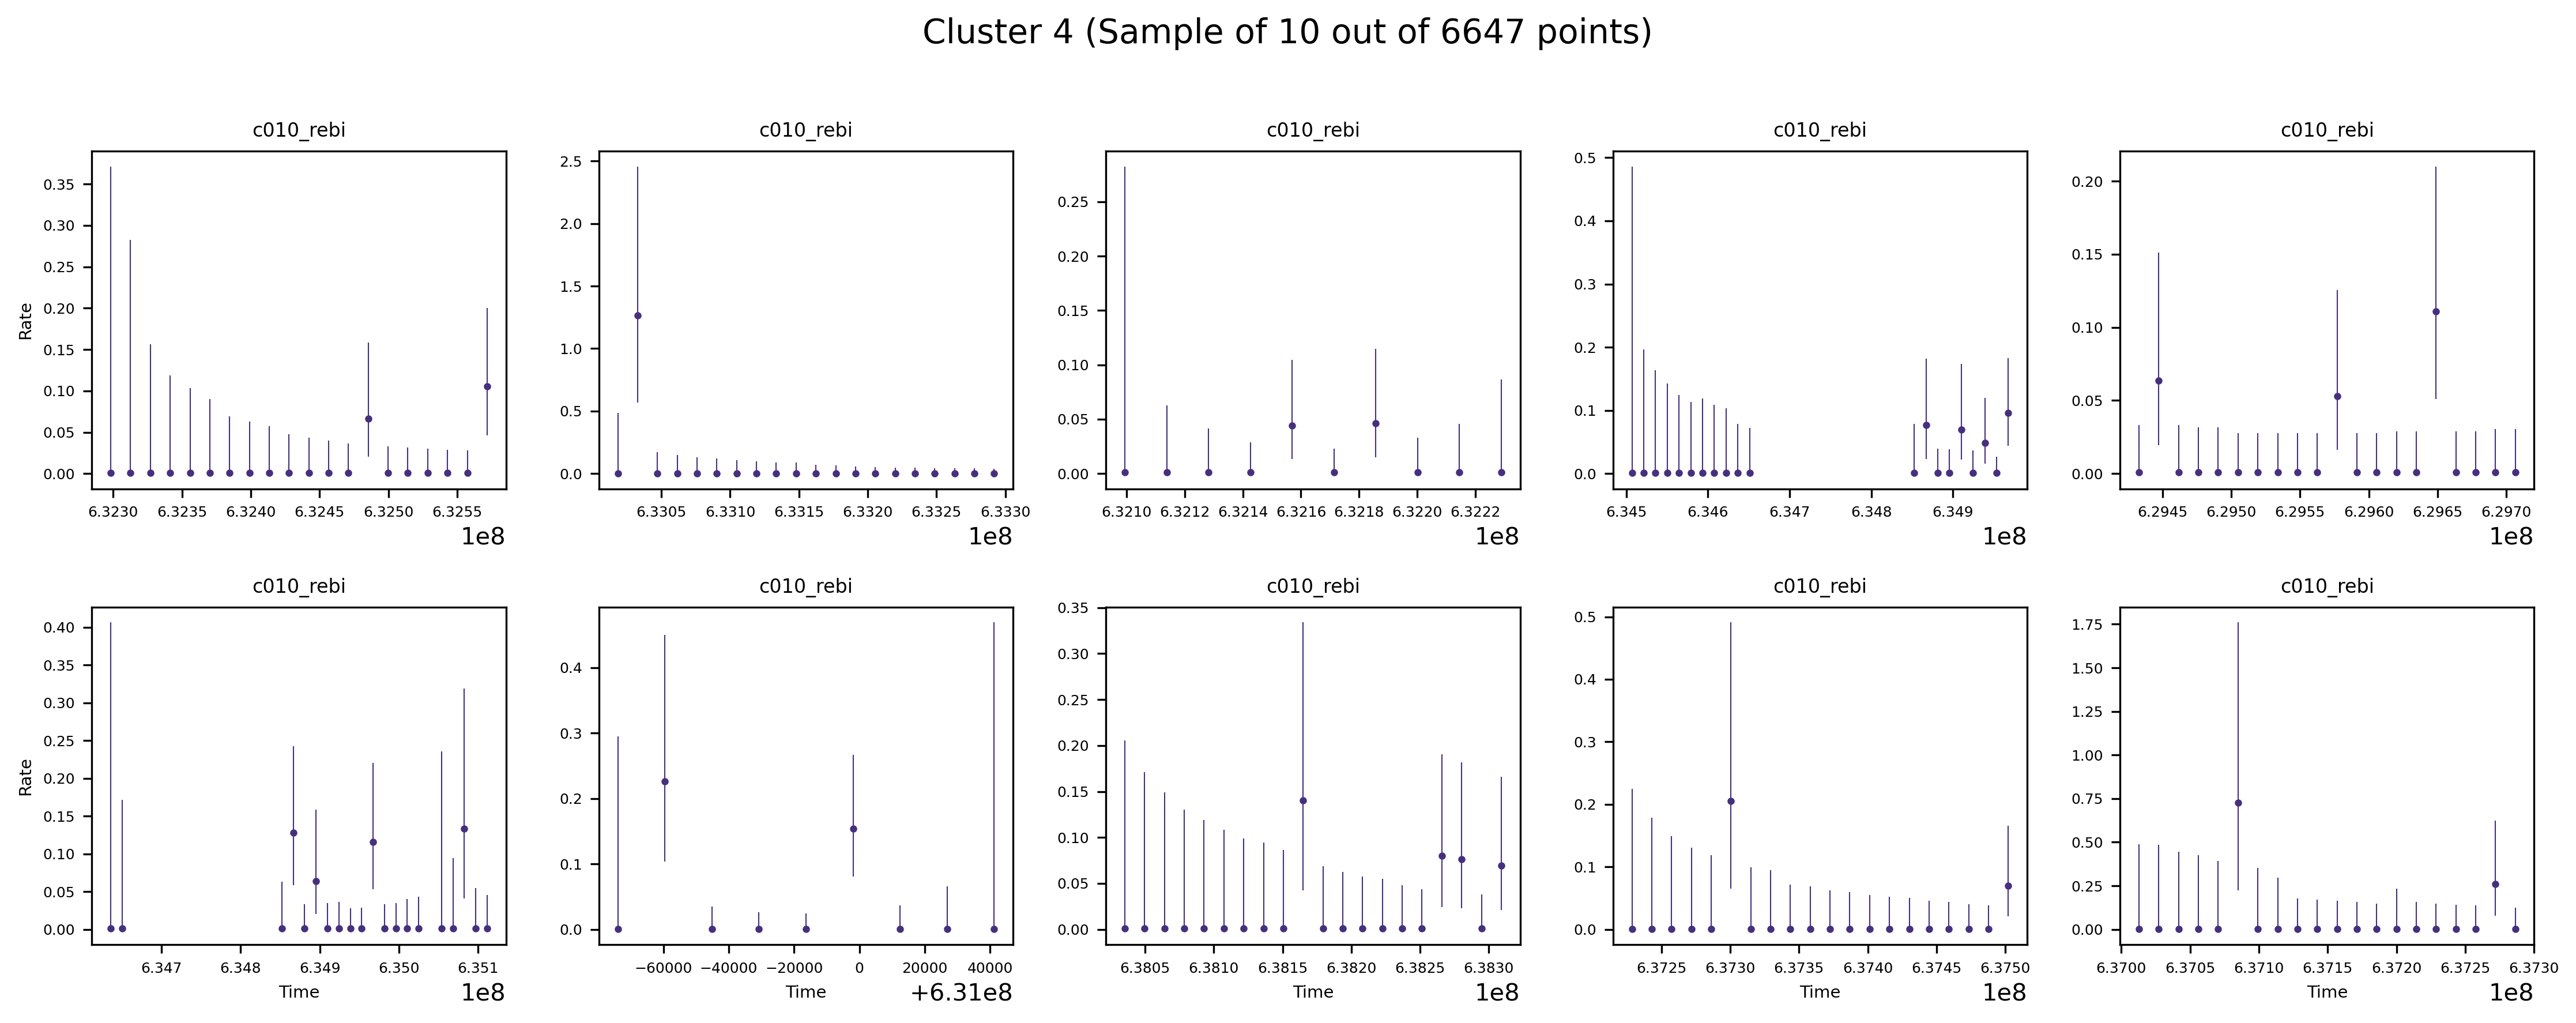 Cluster 4 (Sample of 10 out of 6647 points)
c010_rebi
c010_rebi
c010_rebi
c010_rebi
c010_rebi
Rate
0.35
0.30
0.25
0.20
0.15
0.10
0.05
0.00
6.3230 6.3235 6.3240 6.3245 6.3250 6.3255
1e8
2.5
2.0
1.5
1.0
0.5
0.0
6.3305 6.3310 6.3315 6.3320 6.3325 6.3330
1e8
0.25
0.20
0.15
0.10
0.05
0.00
6.3210 6.3212 6.3214 6.3216 6.3218 6.3220 6.3222
1e8
0.5
0.4
0.3
0.2
0.1
0.0
6.345 6.346 6.347 6.348 6.349
1e8
0.20
0.15
0.10
0.05
0.00
6.2945 6.2950 6.2955 6.2960 6.2965 6.2970
1e8
c010_rebi
c010_rebi
c010_rebi
c010_rebi
c010_rebi
Rate
0.40
0.35
0.30
0.25
0.20
0.15
0.10
0.05
0.00
6.347 6.348 6.349 6.350 6.351
Time
1e8
0.4
0.3
0.2
0.1
0.0
−60000 −40000 −20000 0 20000 40000
Time
+6.31e8
0.35
0.30
0.25
0.20
0.15
0.10
0.05
0.00
6.3805 6.3810 6.3815 6.3820 6.3825 6.3830
Time
1e8
0.5
0.4
0.3
0.2
0.1
0.0
6.3725 6.3730 6.3735 6.3740 6.3745 6.3750
Time
1e8
1.75
1.50
1.25
1.00
0.75
0.50
0.25
0.00
6.3700 6.3705 6.3710 6.3715 6.3720 6.3725 6.3730
Time
1e8